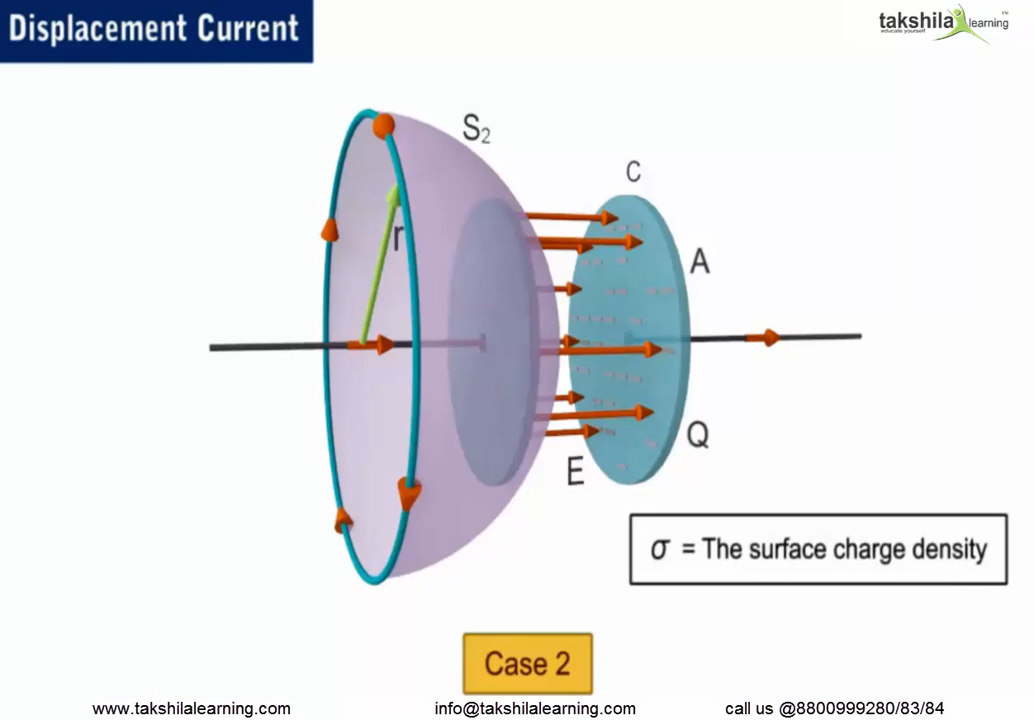 Displacement Current
takshila learning™
educate yourself
S₂
C
r
A
Q
E
σ = The surface charge density
Case 2
www.takshilalearning.com info@takshilalearning.com call us @8800999280/83/84